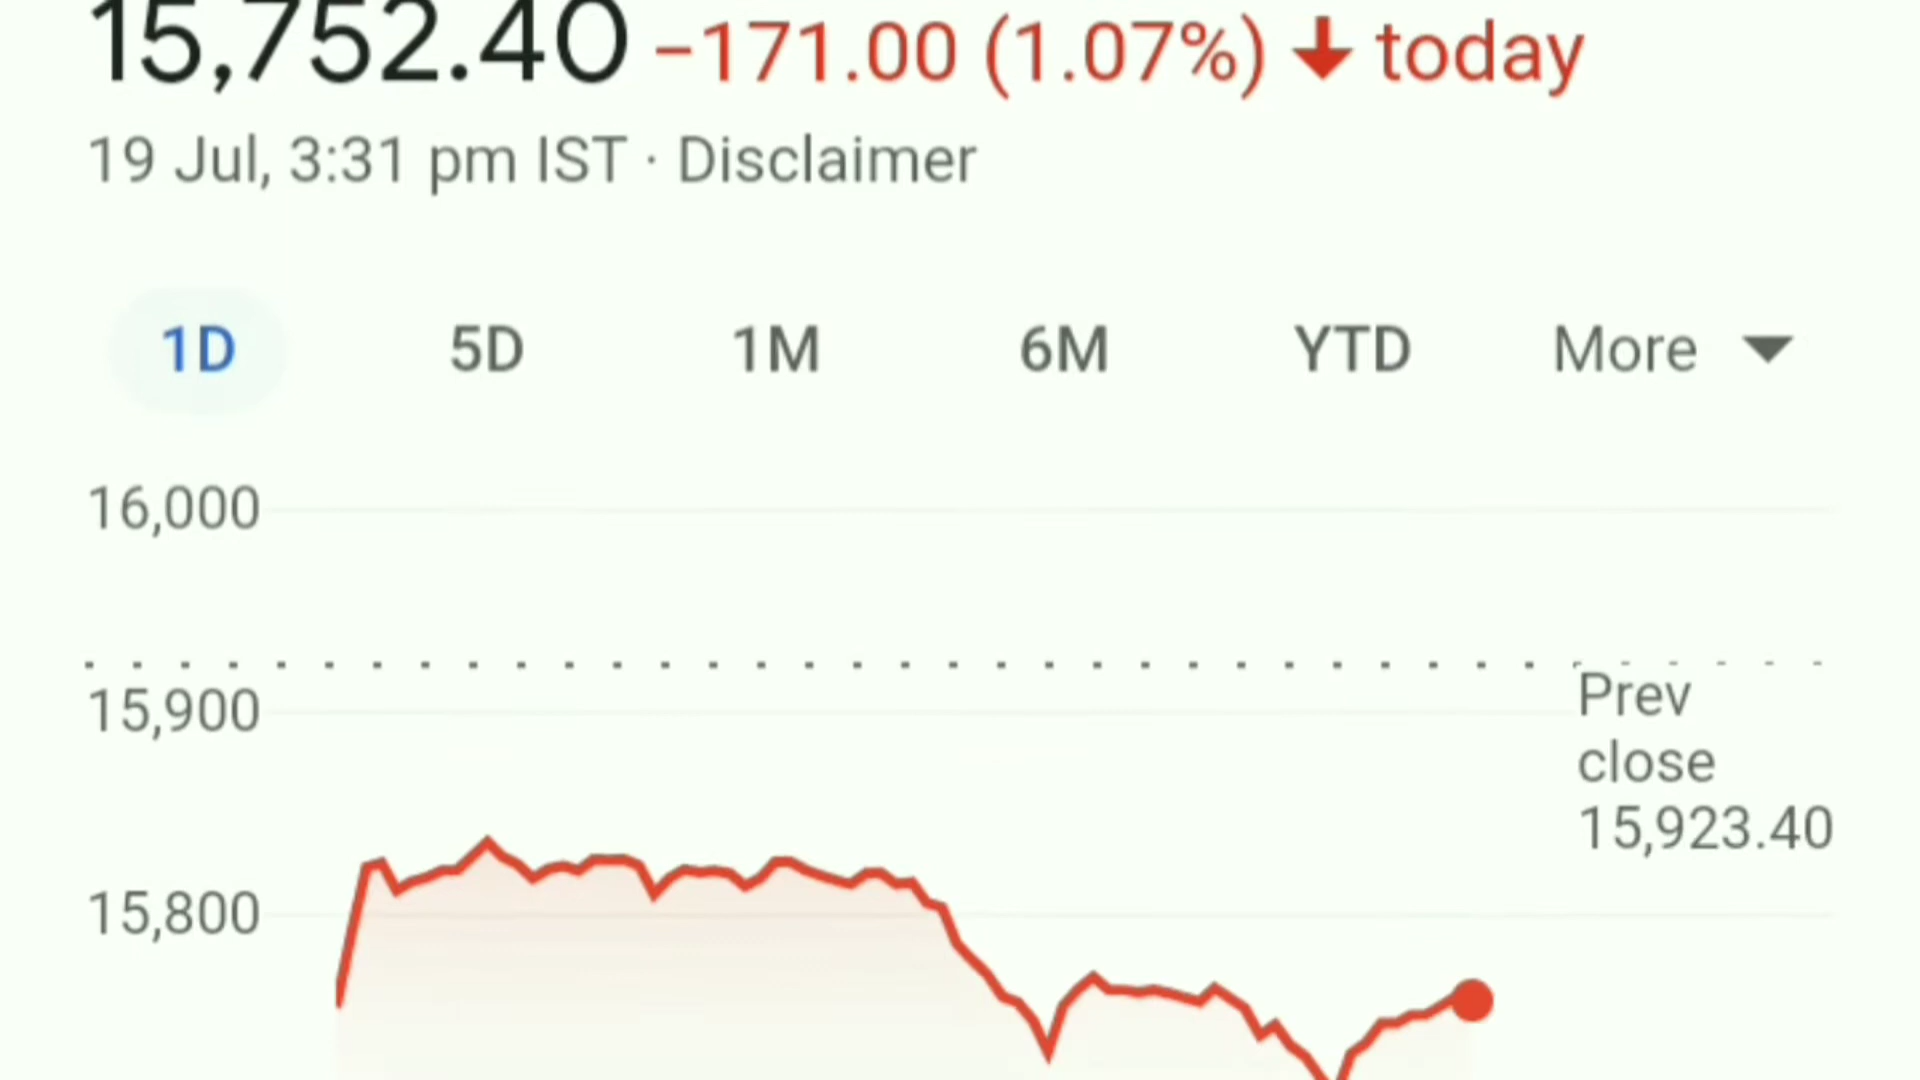 15,752.40 −171.00 (1.07%) ↓ today
19 Jul, 3:31 pm IST · Disclaimer
1D 5D 1M 6M YTD More
16,000
15,900
Prev
close
15,923.40
15,800